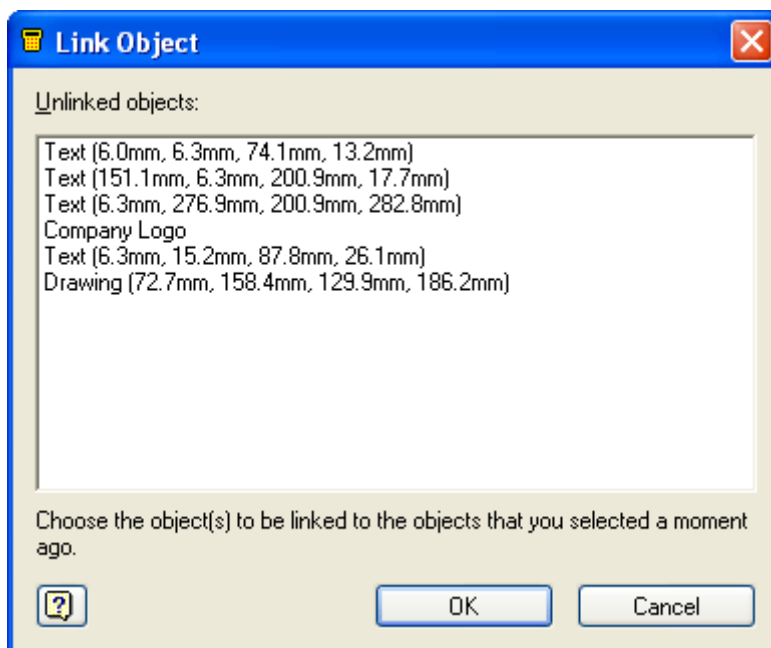 Link Object
Unlinked objects:
Text (6.0mm, 6.3mm, 74.1mm, 13.2mm)
Text (151.1mm, 6.3mm, 200.9mm, 17.7mm)
Text (6.3mm, 276.9mm, 200.9mm, 282.8mm)
Company Logo
Text (6.3mm, 15.2mm, 87.8mm, 26.1mm)
Drawing (72.7mm, 158.4mm, 129.9mm, 186.2mm)
Choose the object(s) to be linked to the objects that you selected a moment
ago.
? OK Cancel